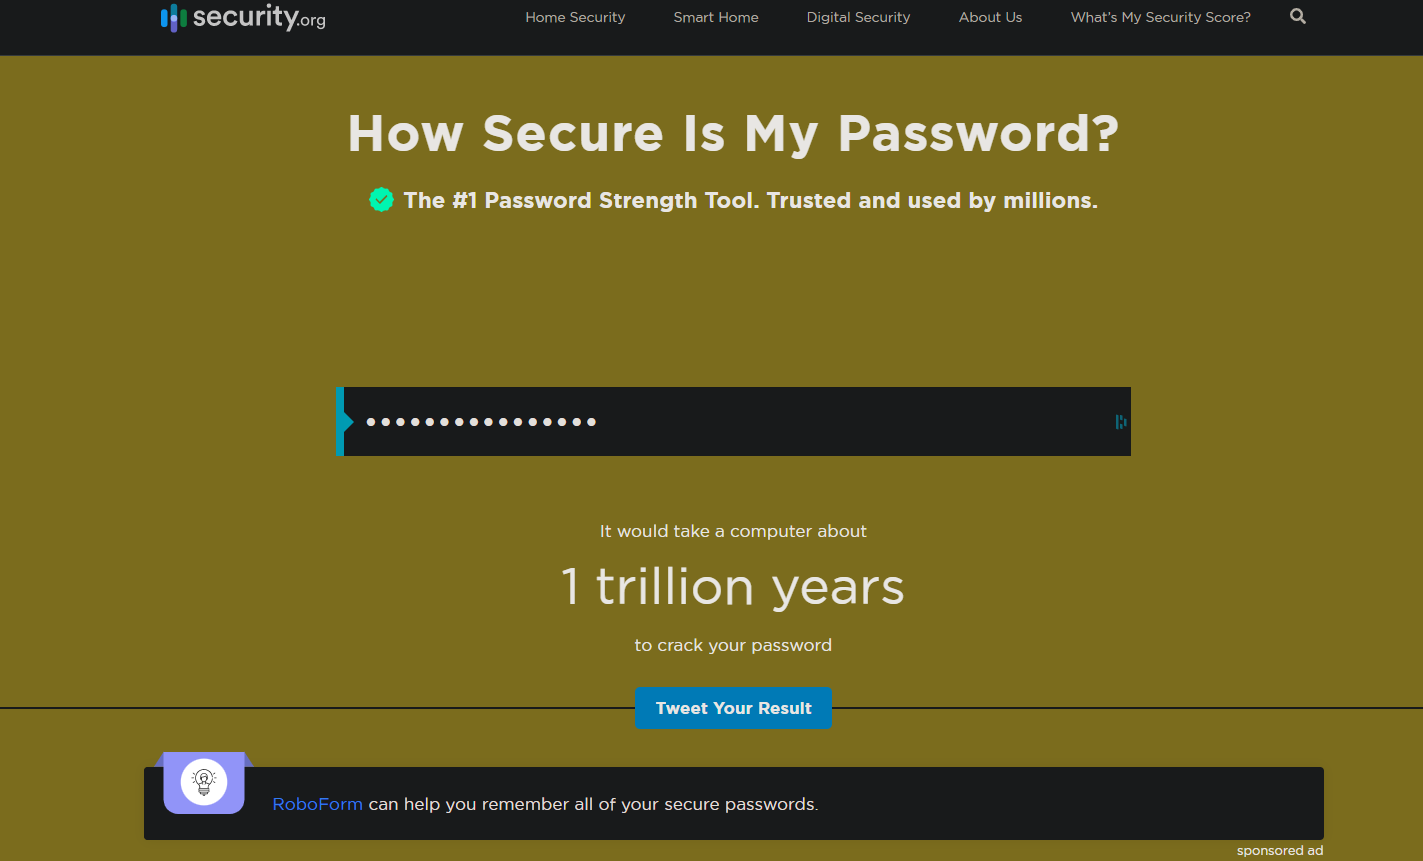 security.org
Home Security
Smart Home
Digital Security
About Us
What's My Security Score?
How Secure Is My Password?
The #1 Password Strength Tool. Trusted and used by millions.
••••••••••••••••
It would take a computer about
1 trillion years
to crack your password
Tweet Your Result
RoboForm can help you remember all of your secure passwords.
sponsored ad